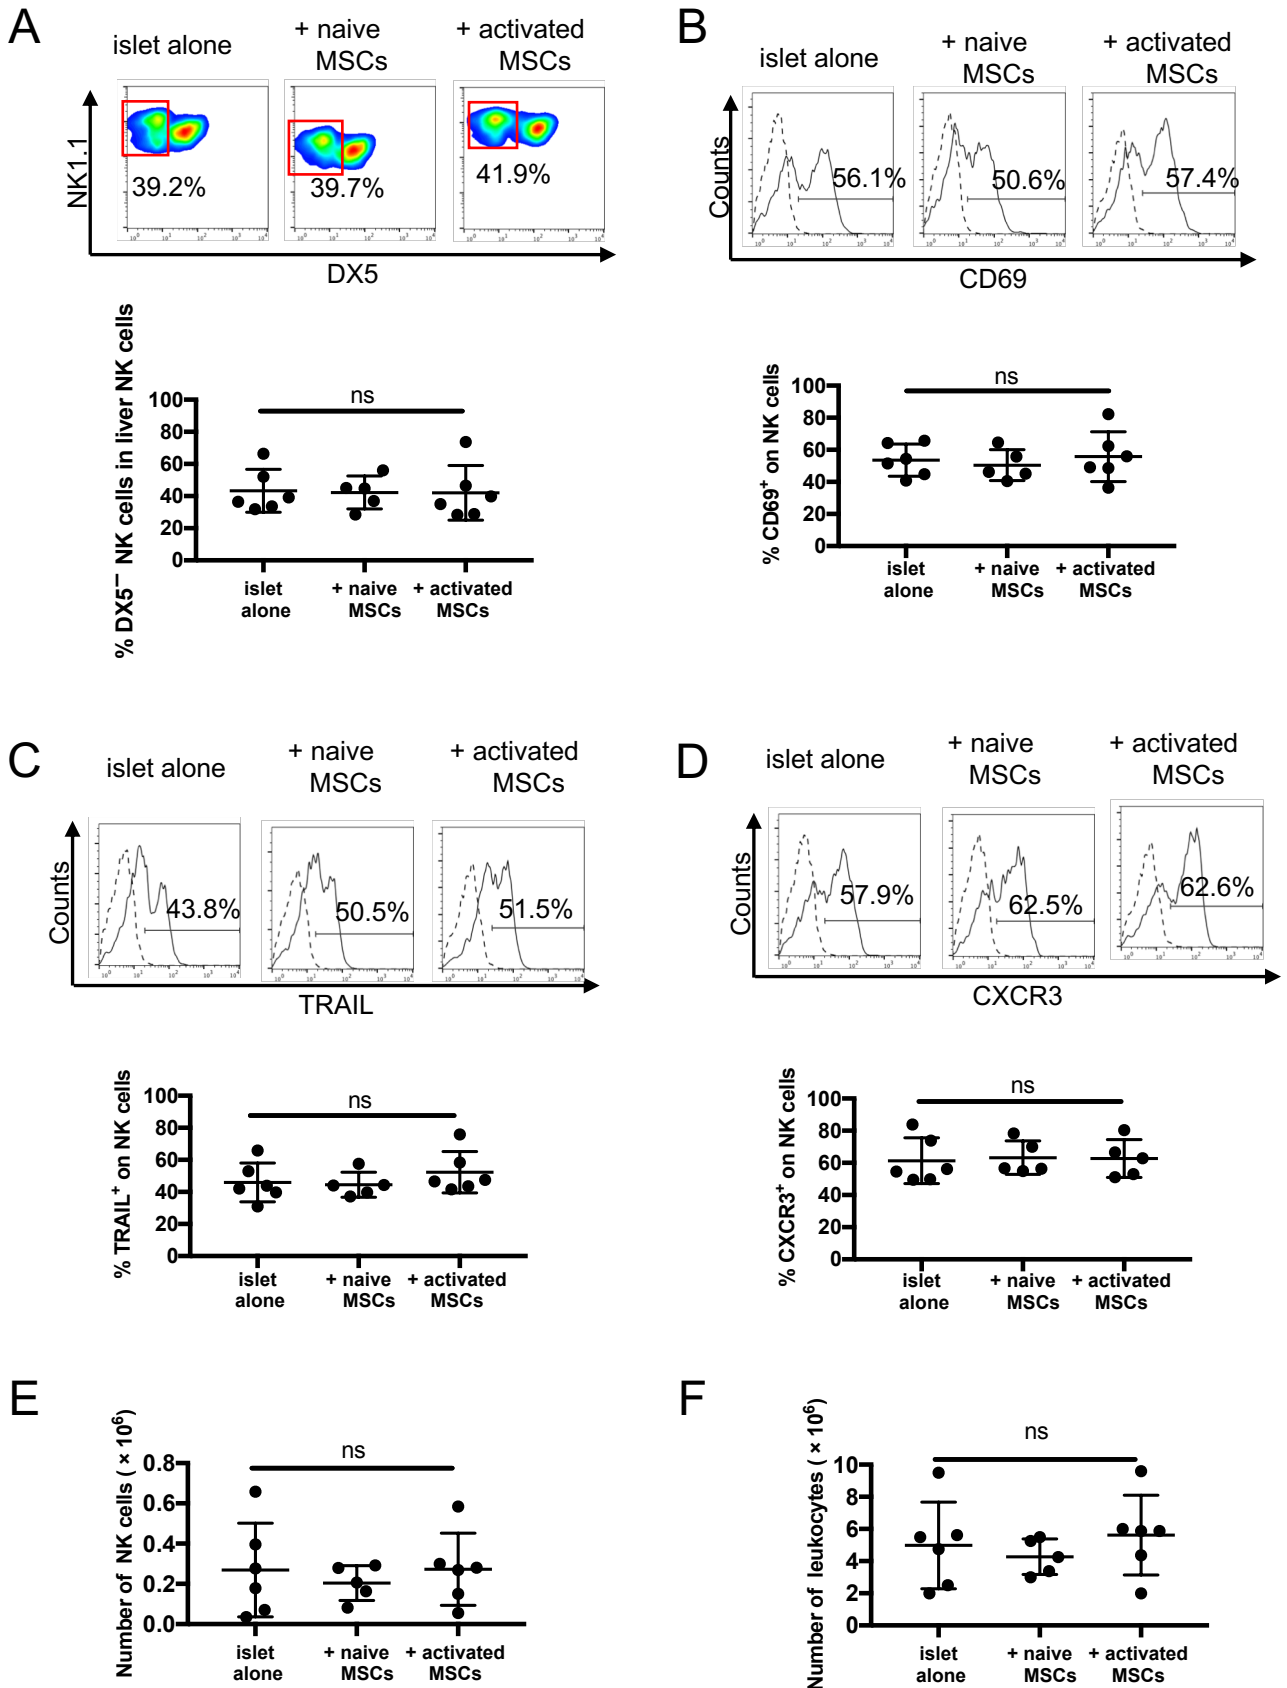 A
islet alone
+ naive
MSCs
+ activated
MSCs
NK1.1
39.2%
39.7%
41.9%
DX5
% DX5⁻ NK cells in liver NK cells
100
80
60
40
20
0
ns
islet
alone
+ naive
MSCs
+ activated
MSCs
B
islet alone
+ naive
MSCs
+ activated
MSCs
Counts
56.1%
50.6%
57.4%
CD69
% CD69⁺ on NK cells
100
80
60
40
20
0
ns
islet
alone
+ naive
MSCs
+ activated
MSCs
C
islet alone
+ naive
MSCs
+ activated
MSCs
Counts
43.8%
50.5%
51.5%
TRAIL
% TRAIL⁺ on NK cells
100
80
60
40
20
0
ns
islet
alone
+ naive
MSCs
+ activated
MSCs
D
islet alone
+ naive
MSCs
+ activated
MSCs
Counts
57.9%
62.5%
62.6%
CXCR3
% CXCR3⁺ on NK cells
100
80
60
40
20
0
ns
islet
alone
+ naive
MSCs
+ activated
MSCs
E
Number of NK cells ( × 10⁶)
0.8
0.6
0.4
0.2
0.0
ns
islet
alone
+ naive
MSCs
+ activated
MSCs
F
Number of leukocytes ( × 10⁶)
10
8
6
4
2
0
ns
islet
alone
+ naive
MSCs
+ activated
MSCs